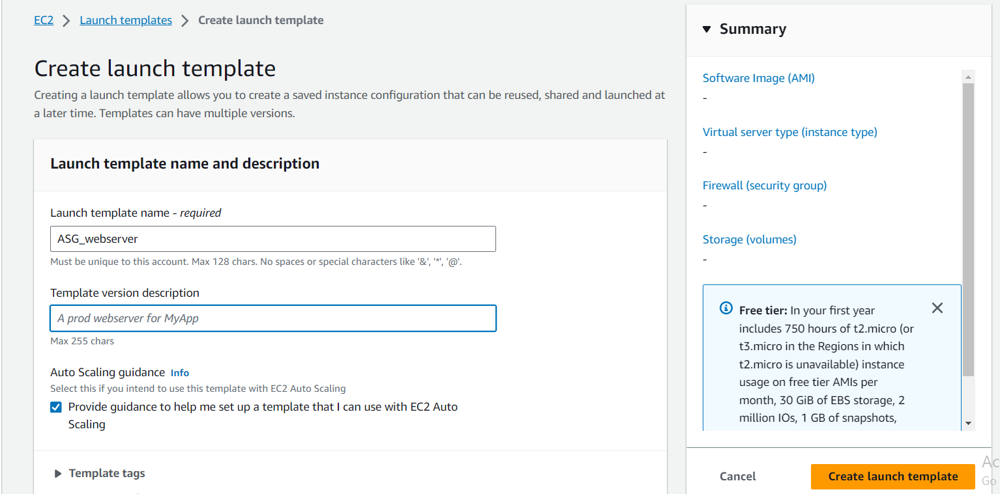 EC2 > Launch templates > Create launch template
Create launch template
Creating a launch template allows you to create a saved instance configuration that can be reused, shared and launched at
a later time. Templates can have multiple versions.
Launch template name and description
Launch template name - required
ASG_webserver
Must be unique to this account. Max 128 chars. No spaces or special characters like '&', '*', '@'.
Template version description
A prod webserver for MyApp
Max 255 chars
Auto Scaling guidance Info
Select this if you intend to use this template with EC2 Auto Scaling
Provide guidance to help me set up a template that I can use with EC2 Auto
Scaling
Template tags
Summary
Software Image (AMI)
-
Virtual server type (instance type)
-
Firewall (security group)
-
Storage (volumes)
-
Free tier: In your first year
includes 750 hours of t2.micro (or
t3.micro in the Regions in which
t2.micro is unavailable) instance
usage on free tier AMIs per
month, 30 GiB of EBS storage, 2
million IOs, 1 GB of snapshots,
Cancel
Create launch template
Ac
Go